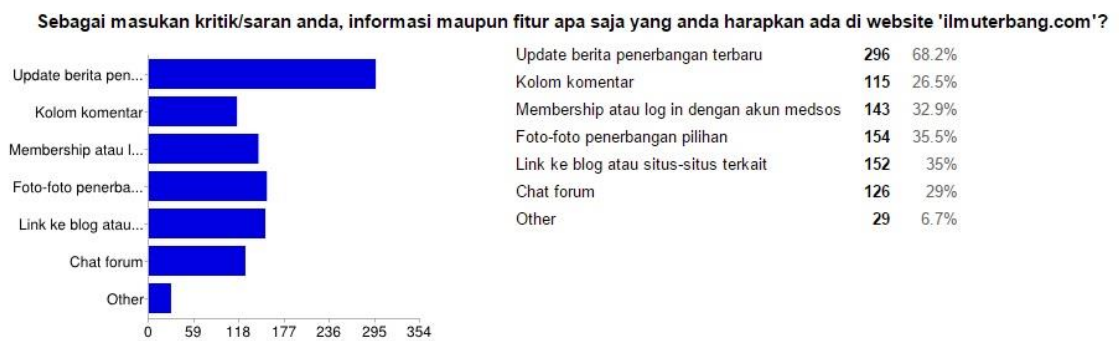 Sebagai masukan kritik/saran anda, informasi maupun fitur apa saja yang anda harapkan ada di website 'ilmuterbang.com'?
Update berita pen...
Kolom komentar
Membership atau l...
Foto-foto penerba...
Link ke blog atau...
Chat forum
Other
0 59 118 177 236 295 354
Update berita penerbangan terbaru 296 68.2%
Kolom komentar 115 26.5%
Membership atau log in dengan akun medsos 143 32.9%
Foto-foto penerbangan pilihan 154 35.5%
Link ke blog atau situs-situs terkait 152 35%
Chat forum 126 29%
Other 29 6.7%